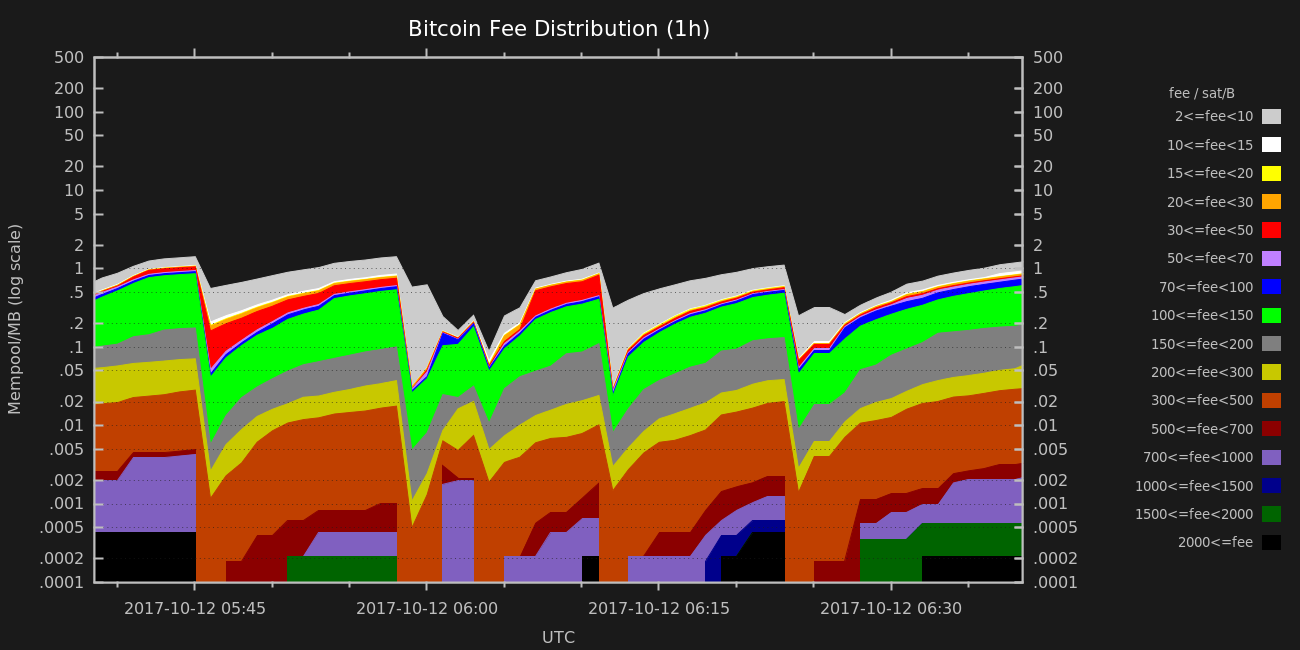 Bitcoin Fee Distribution (1h)
500 500
200 200
100 100
50 50
20 20
10 10
5 5
2 2
1 1
.5 .5
.2 .2
.1 .1
.05 .05
.02 .02
.01 .01
.005 .005
.002 .002
.001 .001
.0005 .0005
.0002 .0002
.0001 .0001
Mempool/MB (log scale)
2017-10-12 05:45 2017-10-12 06:00 2017-10-12 06:15 2017-10-12 06:30
UTC
fee / sat/B
2<=fee<10
10<=fee<15
15<=fee<20
20<=fee<30
30<=fee<50
50<=fee<70
70<=fee<100
100<=fee<150
150<=fee<200
200<=fee<300
300<=fee<500
500<=fee<700
700<=fee<1000
1000<=fee<1500
1500<=fee<2000
2000<=fee